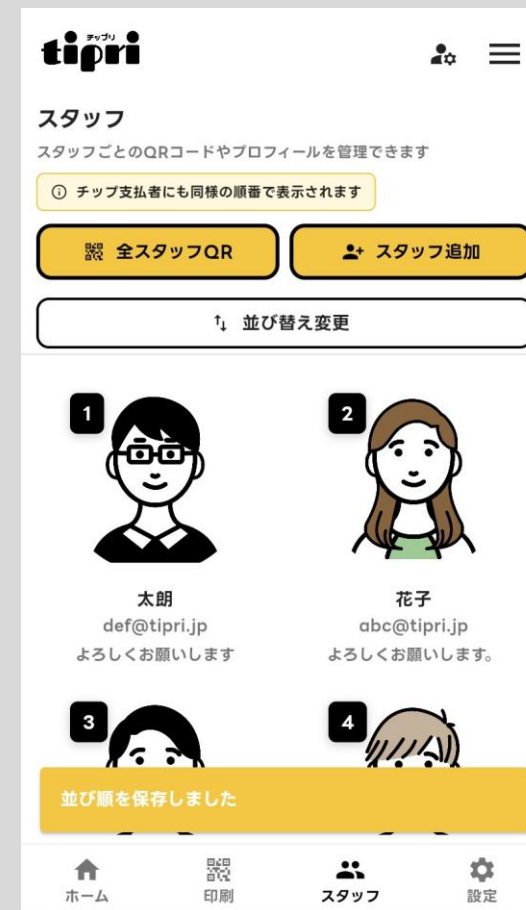 チップリ
tipri
スタッフ
スタッフごとのQRコードやプロフィールを管理できます
チップ支払者にも同様の順番で表示されます
全スタッフQR
スタッフ追加
並び替え変更
1
2
太朗
花子
def@tipri.jp
abc@tipri.jp
よろしくお願いします
よろしくお願いします。
3
4
並び順を保存しました
ホーム
印刷
スタッフ
設定